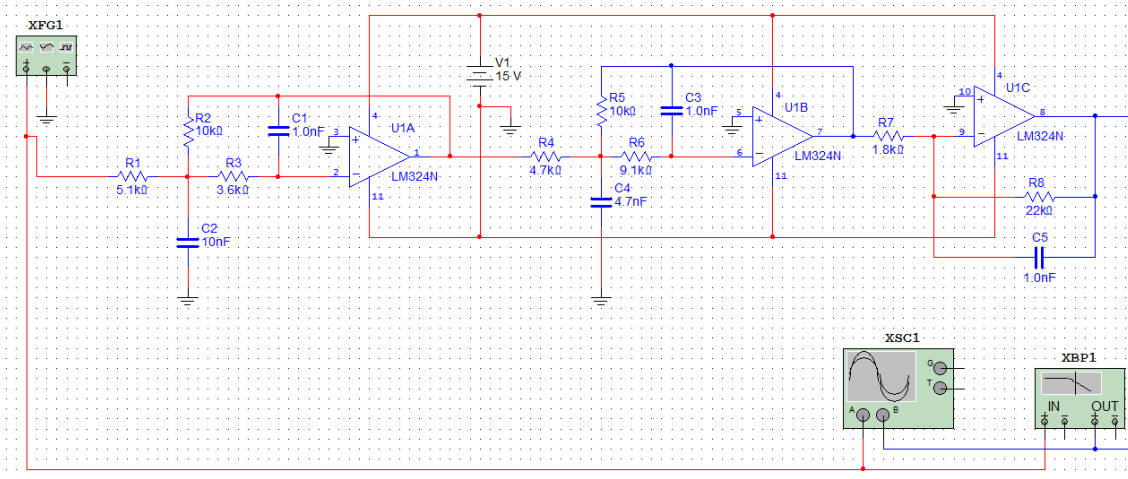 XFG1
V1
15 V
R2
10kΩ
C1
1.0nF
U1A
3
4
1
2
11
LM324N
R1
5.1kΩ
R3
3.6kΩ
C2
10nF
R5
10kΩ
C3
1.0nF
U1B
5
4
7
6
11
LM324N
R4
4.7kΩ
R6
9.1kΩ
C4
4.7nF
R7
1.8kΩ
U1C
10
4
8
9
11
LM324N
R8
22kΩ
C5
1.0nF
XSC1
G
T
A
B
XBP1
IN
OUT